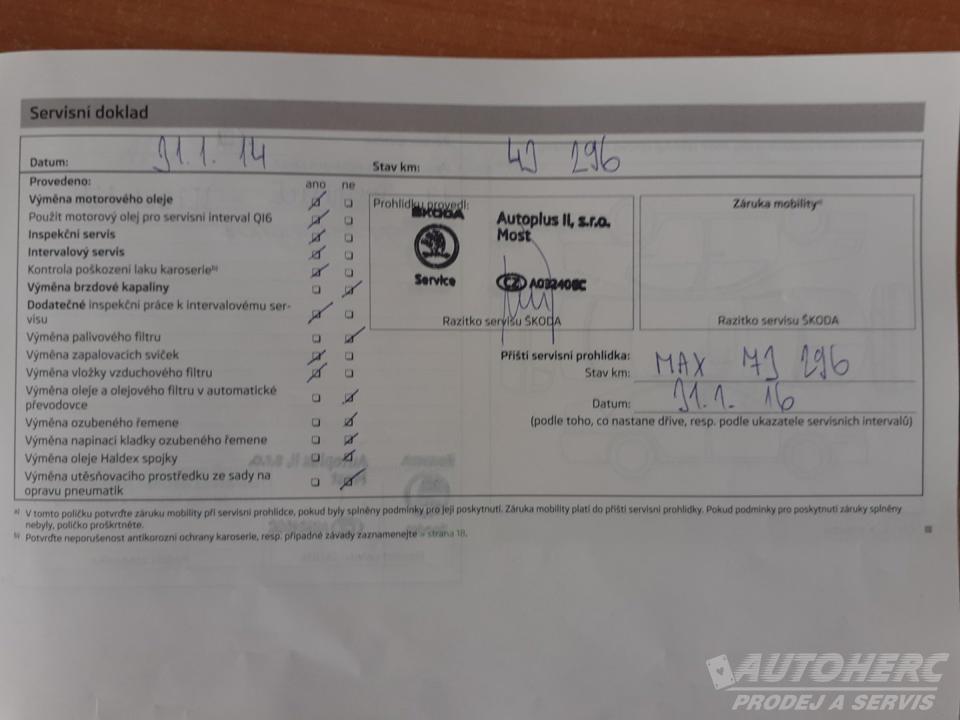 Servisní doklad
Datum: 31.1. 14
Stav km: 43 296
Provedeno: ano ne
Výměna motorového oleje
Použit motorový olej pro servisní interval QI6
Inspekční servis
Intervalový servis
Kontrola poškození laku karoserie b)
Výměna brzdové kapaliny
Dodatečné inspekční práce k intervalovému ser-
visu
Výměna palivového filtru
Výměna zapalovacích svíček
Výměna vložky vzduchového filtru
Výměna oleje a olejového filtru v automatické
převodovce
Výměna ozubeného řemene
Výměna napínací kladky ozubeného řemene
Výměna oleje Haldex spojky
Výměna utěsňovacího prostředku ze sady na
opravu pneumatik
Prohlídku provedl:
ŠKODA
Service
Autoplus II, s.r.o.
Most
CZ A032408C
Razítko servisu ŠKODA
Záruka mobility a)
Razítko servisu ŠKODA
Příští servisní prohlídka:
Stav km: MAX 73 296
Datum: 31.1. 16
(podle toho, co nastane dříve, resp. podle ukazatele servisních intervalů)
a) V tomto políčku potvrďte záruku mobility při servisní prohlídce, pokud byly splněny podmínky pro její poskytnutí. Záruka mobility platí do příští servisní prohlídky. Pokud podmínky pro poskytnutí záruky splněny
nebyly, políčko proškrtněte.
b) Potvrďte neporušenost antikorozní ochrany karoserie, resp. případné závady zaznamenejte » strana 18.
AUTOHERC
PRODEJ A SERVIS